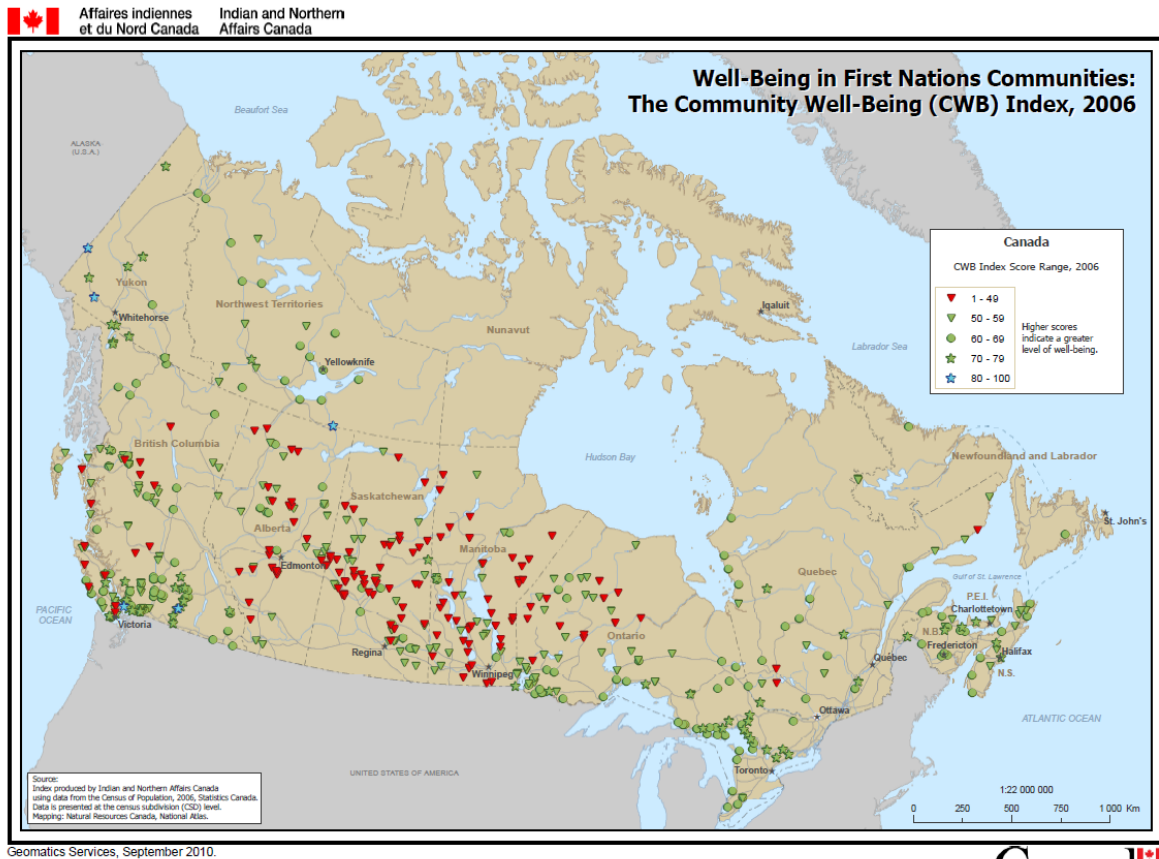 Affaires indiennes
et du Nord Canada
Indian and Northern
Affairs Canada
Well-Being in First Nations Communities:
The Community Well-Being (CWB) Index, 2006
Beaufort Sea
ALASKA
(U.S.A.)
Yukon
Whitehorse
Northwest Territories
Nunavut
Iqaluit
Yellowknife
Labrador Sea
Canada
CWB Index Score Range, 2006
1 - 49
50 - 59
60 - 69
70 - 79
80 - 100
Higher scores
indicate a greater
level of well-being.
British Columbia
Hudson Bay
Newfoundland and Labrador
Saskatchewan
St. John's
Alberta
Manitoba
Edmonton
Quebec
Gulf of St. Lawrence
P.E.I.
Charlottetown
PACIFIC
OCEAN
Victoria
Ontario
N.B.
Fredericton
Halifax
Regina
Québec
Winnipeg
N.S.
Ottawa
ATLANTIC OCEAN
UNITED STATES OF AMERICA
Toronto
Source:
Index produced by Indian and Northern Affairs Canada
using data from the Census of Population, 2006, Statistics Canada.
Data is presented at the census subdivision (CSD) level.
Mapping: Natural Resources Canada, National Atlas.
1:22 000 000
0 250 500 750 1 000 Km
Geomatics Services, September 2010.